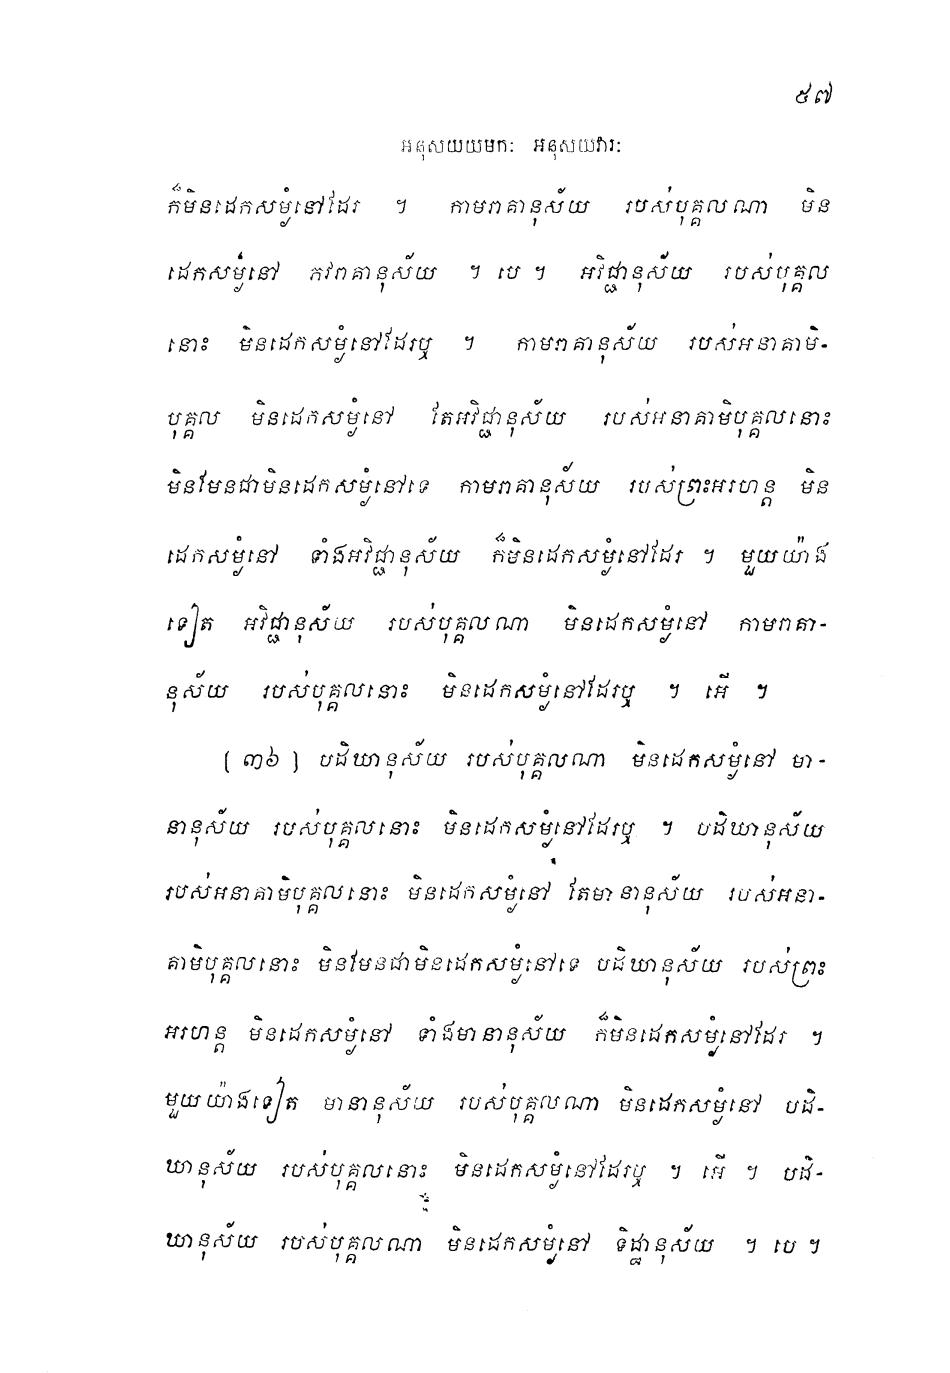 ៥៧
អនុសយយមកៈ អនុសយវារៈ
ក៏មិនដេកសម្ងំនៅដែរ ។ កាមរាគានុស័យ របស់បុគ្គលណា មិន
ដេកសម្ងំនៅ ភវរាគានុស័យ ។ បេ ។ អវិជ្ជានុស័យ របស់បុគ្គល
នោះ មិនដេកសម្ងំនៅដែរឬ ។ កាមរាគានុស័យ របស់អនាគាមិ-
បុគ្គល មិនដេកសម្ងំនៅ តែអវិជ្ជានុស័យ របស់អនាគាមិបុគ្គលនោះ
មិនមែនជាមិនដេកសម្ងំនៅទេ កាមរាគានុស័យ របស់ព្រះអរហន្ត មិន
ដេកសម្ងំនៅ ទាំងអវិជ្ជានុស័យ ក៏មិនដេកសម្ងំនៅដែរ ។ មួយយ៉ាង
ទៀត អវិជ្ជានុស័យ របស់បុគ្គលណា មិនដេកសម្ងំនៅ កាមរាគា-
នុស័យ របស់បុគ្គលនោះ មិនដេកសម្ងំនៅដែរឬ ។ អើ ។
( ៣៦ ) បដិឃានុស័យ របស់បុគ្គលណា មិនដេកសម្ងំនៅ មា-
នានុស័យ របស់បុគ្គលនោះ មិនដេកសម្ងំនៅដែរឬ ។ បដិឃានុស័យ
របស់អនាគាមិបុគ្គលនោះ មិនដេកសម្ងំនៅ តែមានានុស័យ របស់អនា-
គាមិបុគ្គលនោះ មិនមែនជាមិនដេកសម្ងំនៅទេ បដិឃានុស័យ របស់ព្រះ
អរហន្ត មិនដេកសម្ងំនៅ ទាំងមានានុស័យ ក៏មិនដេកសម្ងំនៅដែរ ។
មួយយ៉ាងទៀត មានានុស័យ របស់បុគ្គលណា មិនដេកសម្ងំនៅ បដិ-
ឃានុស័យ របស់បុគ្គលនោះ មិនដេកសម្ងំនៅដែរឬ ។ អើ ។ បដិ-
ឃានុស័យ របស់បុគ្គលណា មិនដេកសម្ងំនៅ ទិដ្ឋានុស័យ ។ បេ ។